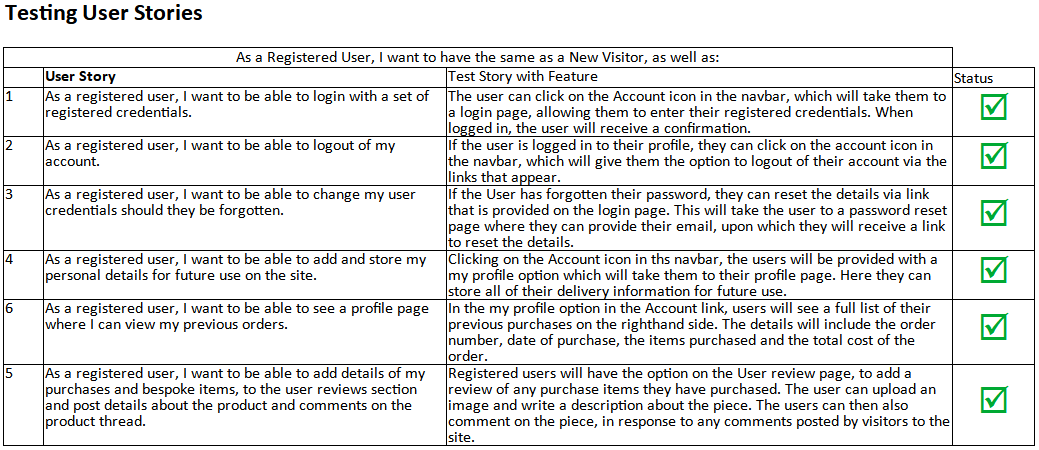 Testing User Stories
As a Registered User, I want to have the same as a New Visitor, as well as:
User Story
Test Story with Feature
Status
1
As a registered user, I want to be able to login with a set of
registered credentials.
The user can click on the Account icon in the navbar, which will take them to
a login page, allowing them to enter their registered credentials. When
logged in, the user will receive a confirmation.
2
As a registered user, I want to be able to logout of my
account.
If the user is logged in to their profile, they can click on the account icon in
the navbar, which will give them the option to logout of their account via the
links that appear.
3
As a registered user, I want to be able to change my user
credentials should they be forgotten.
If the User has forgotten their password, they can reset the details via link
that is provided on the login page. This will take the user to a password reset
page where they can provide their email, upon which they will receive a link
to reset the details.
4
As a registered user, I want to be able to add and store my
personal details for future use on the site.
Clicking on the Account icon in ths navbar, the users will be provided with a
my profile option which will take them to their profile page. Here they can
store all of their delivery information for future use.
6
As a registered user, I want to be able to see a profile page
where I can view my previous orders.
In the my profile option in the Account link, users will see a full list of their
previous purchases on the righthand side. The details will include the order
number, date of purchase, the items purchased and the total cost of the
order.
5
As a registered user, I want to be able to add details of my
purchases and bespoke items, to the user reviews section
and post details about the product and comments on the
product thread.
Registered users will have the option on the User review page, to add a
review of any purchase items they have purchased. The user can upload an
image and write a description about the piece. The users can then also
comment on the piece, in response to any comments posted by visitors to the
site.